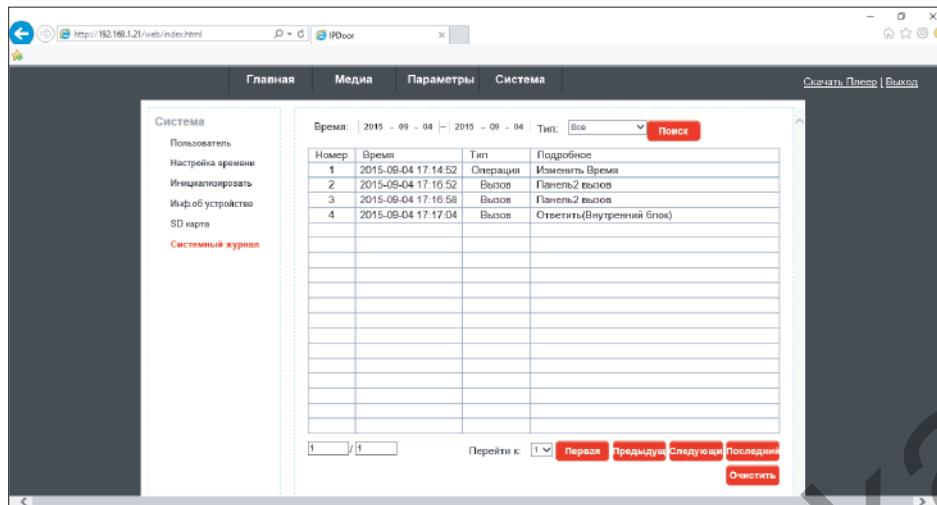 http://192.168.1.21/web/index.html
IPDoor
Главная Медиа Параметры Система
Скачать Плеер | Выход
Система
Пользователь
Настройка времени
Инициализировать
Инф.об устройстве
SD карта
Системный журнал
Время: 2015 - 09 - 04 - 2015 - 09 - 04 Тип: Все Поиск
Номер Время Тип Подробное
1 2015-09-04 17:14:52 Операция Изменить Время
2 2015-09-04 17:16:52 Вызов Панель2 вызов
3 2015-09-04 17:16:58 Вызов Панель2 вызов
4 2015-09-04 17:17:04 Вызов Ответить(Внутренний блок)
1 / 1 Перейти к: 1 Первая Предыдущ Следующи Последний
Очистить